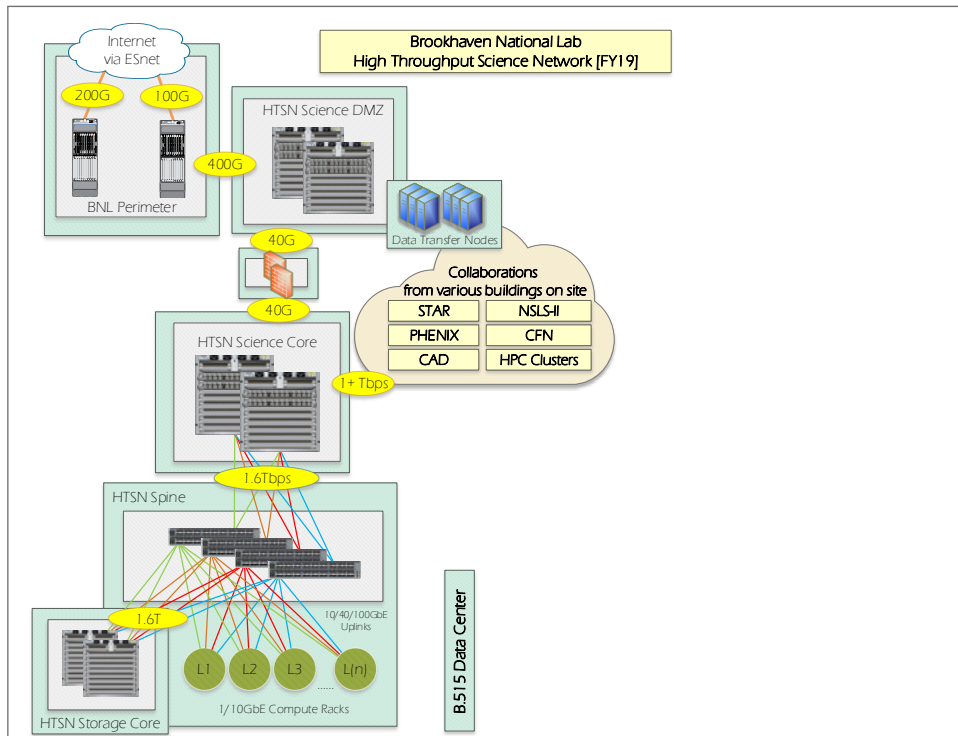 Internet
via ESnet
Brookhaven National Lab
High Throughput Science Network [FY19]
200G
100G
HTSN Science DMZ
400G
BNL Perimeter
Data Transfer Nodes
40G
Collaborations
from various buildings on site
40G
STAR
NSLS-II
PHENIX
CFN
CAD
HPC Clusters
HTSN Science Core
1+ Tbps
1.6Tbps
HTSN Spine
10/40/100GbE
Uplinks
1.6T
L1
L2
L3
......
L(n)
1/10GbE Compute Racks
HTSN Storage Core
B.515 Data Center